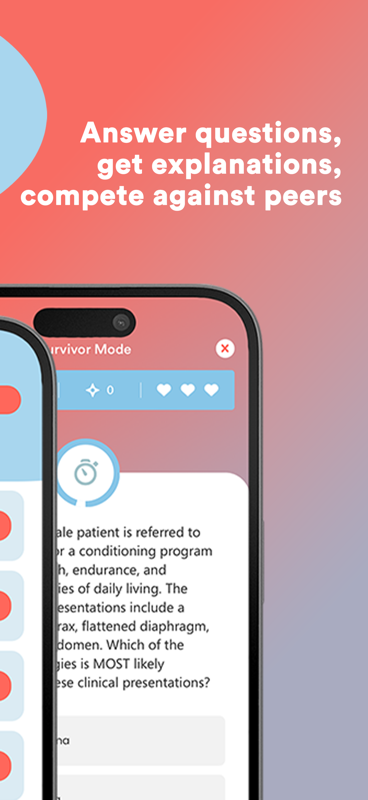 Answer questions,
get explanations,
compete against peers
urvivor Mode
0
ale patient is referred to
or a conditioning program
h, endurance, and
ies of daily living. The
esentations include a
rax, flattened diaphragm,
domen. Which of the
gies is MOST likely
ese clinical presentations?
na